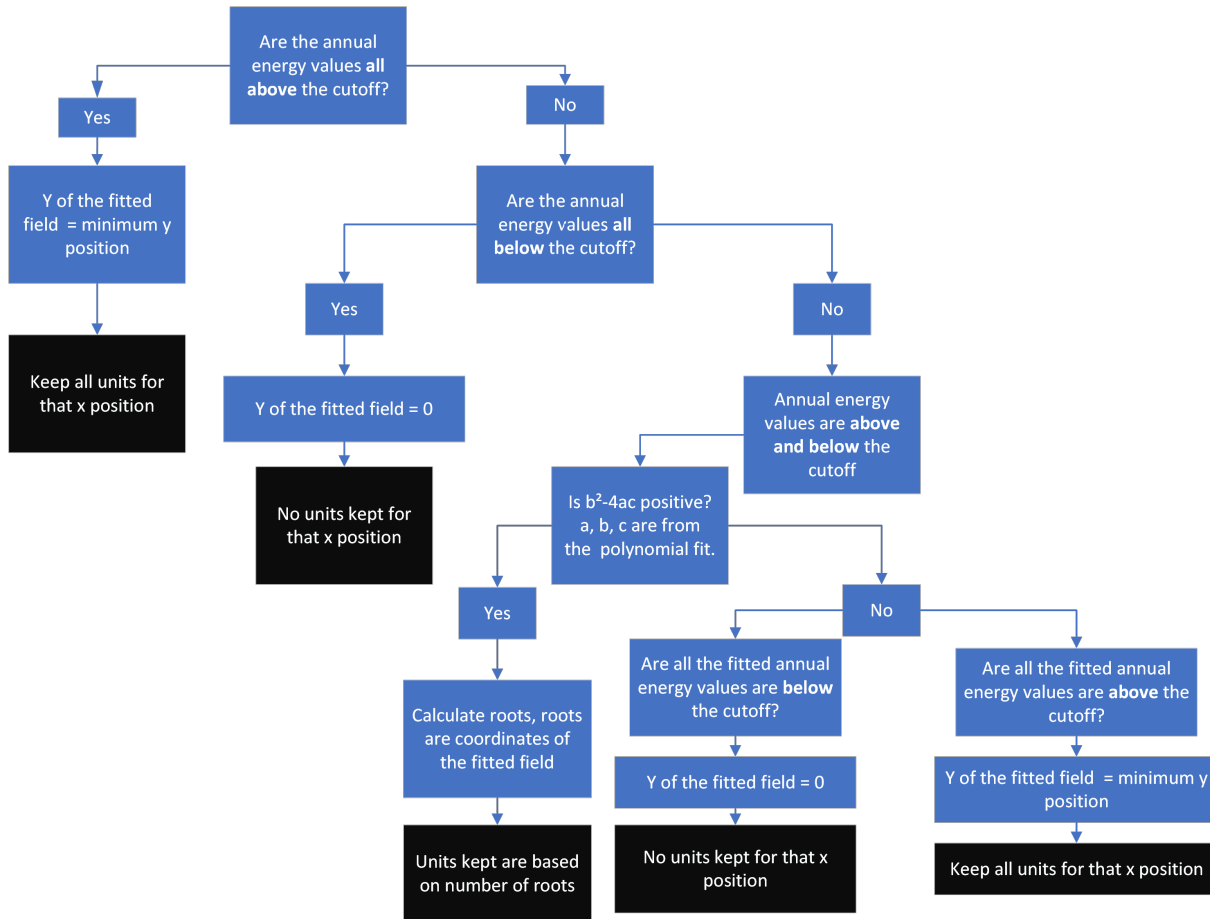 Are the annual
energy values all
above the cutoff?
Yes
No
Y of the fitted
field  = minimum y
position
Are the annual
energy values all
below the cutoff?
Yes
No
Keep all units for
that x position
Y of the fitted field = 0
Annual energy
values are above
and below the
cutoff
No units kept for
that x position
Is b²-4ac positive?
a, b, c are from
the  polynomial fit.
Yes
No
Calculate roots, roots
are coordinates of
the fitted field
Are all the fitted annual
energy values are below
the cutoff?
Are all the fitted annual
energy values are above the
cutoff?
Y of the fitted field = 0
Y of the fitted field  = minimum y
position
Units kept are based
on number of roots
No units kept for that x
position
Keep all units for that x position